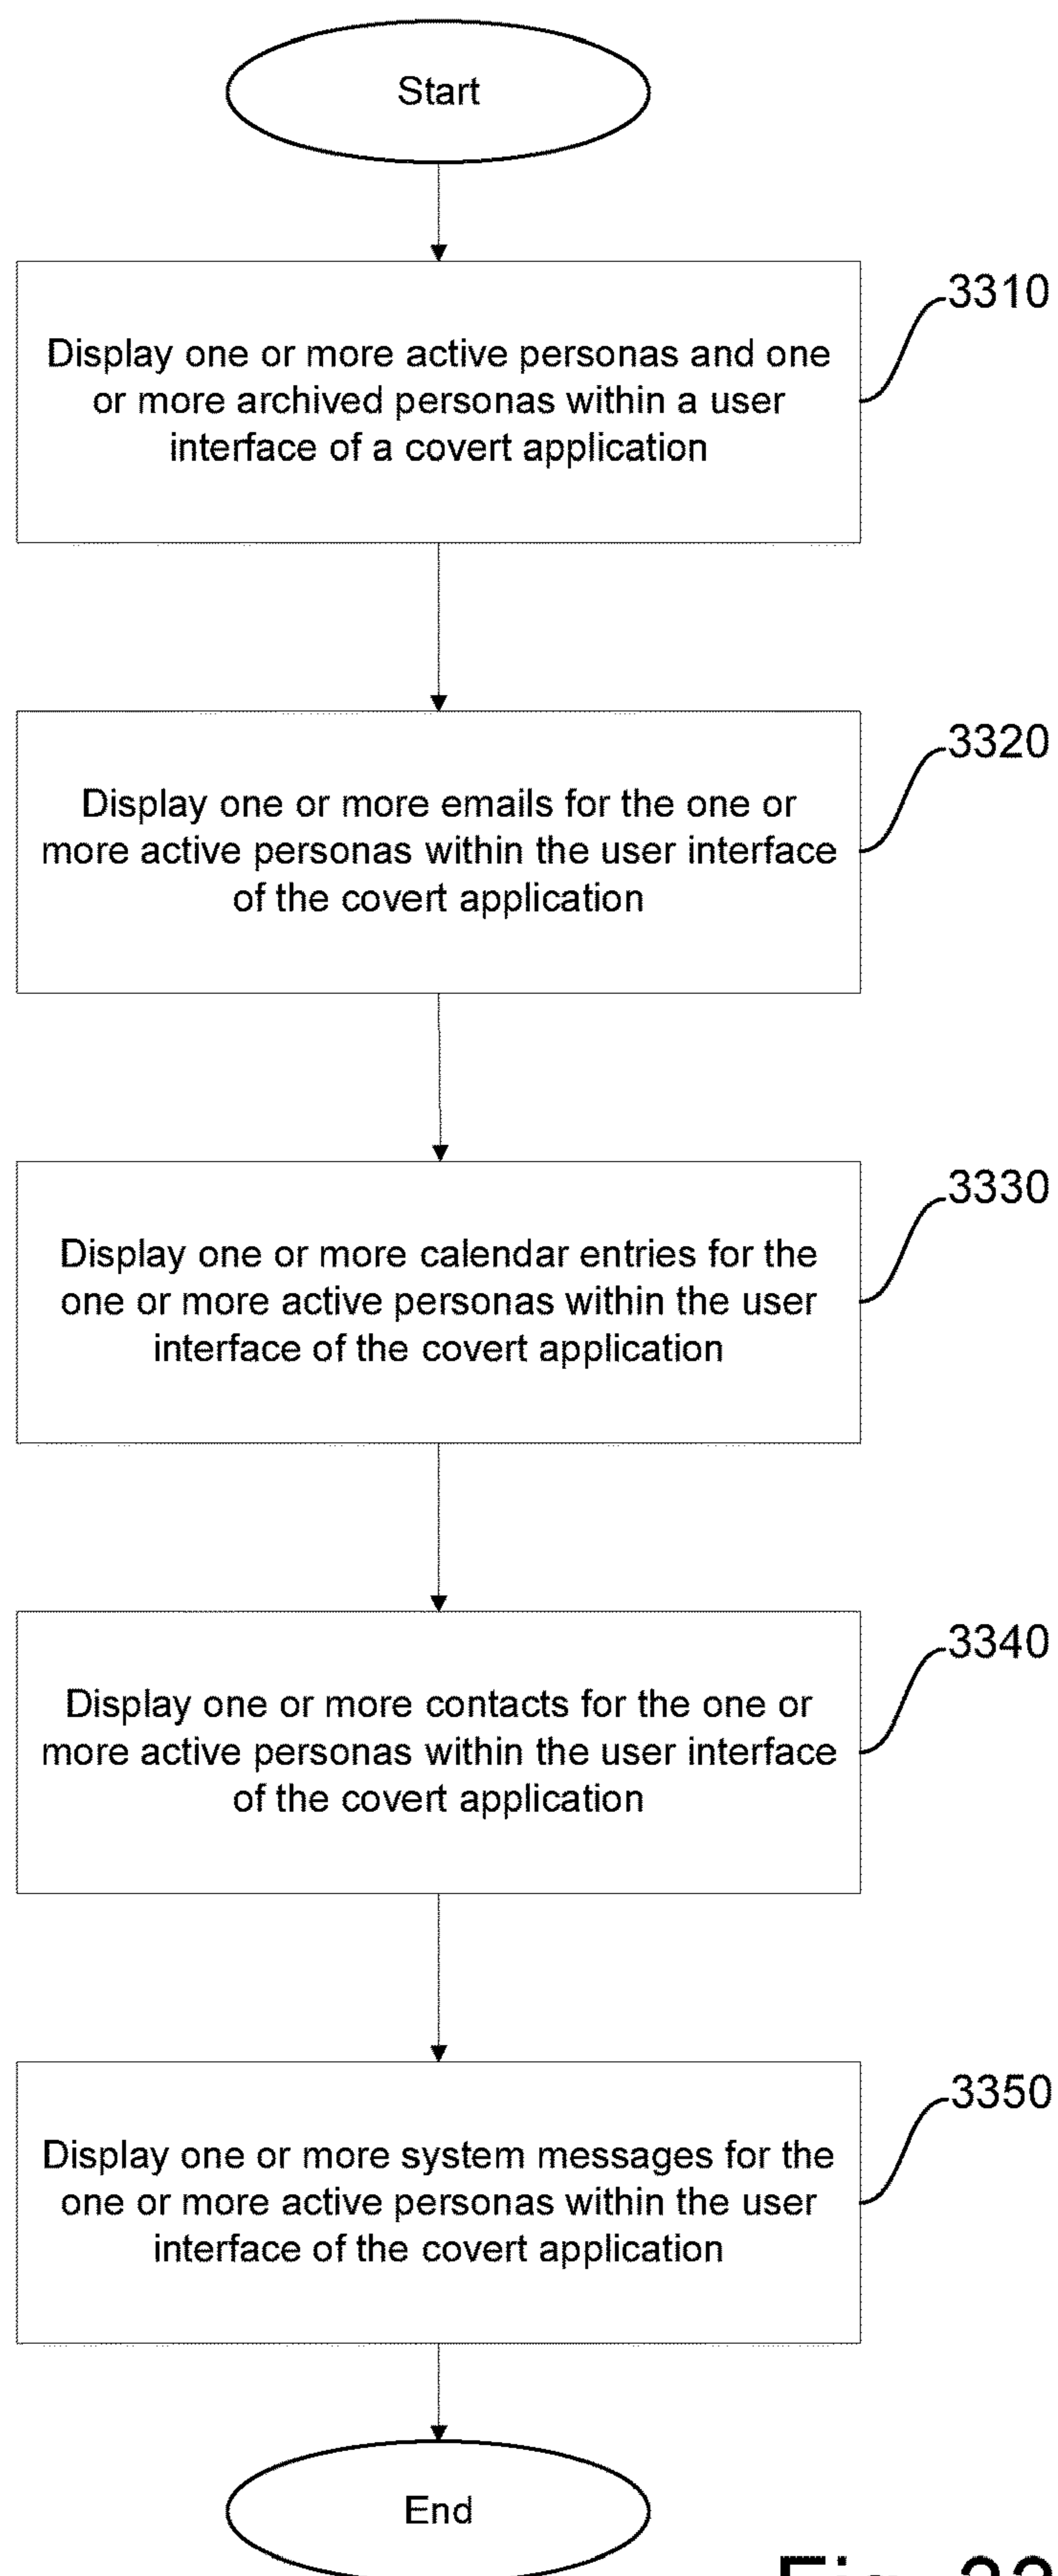 Start
3310
Display one or more active personas and one
or more archived personas within a user
interface of a covert application
3320
Display one or more emails for the one or
more active personas within the user interface
of the covert application
3330
Display one or more calendar entries for the
one or more active personas within the user
interface of the covert application
3340
Display one or more contacts for the one or
more active personas within the user interface
of the covert application
3350
Display one or more system messages for the
one or more active personas within the user
interface of the covert application
End
Fig. 33